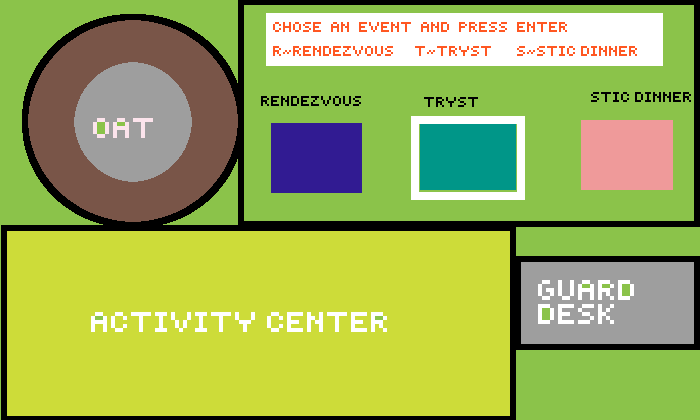 CHOSE AN EVENT AND PRESS ENTER
R~RENDEZVOUS T~TRYST S~STIC DINNER
RENDEZVOUS TRYST STIC DINNER
OAT
ACTIVITY CENTER
GUARD
DESK